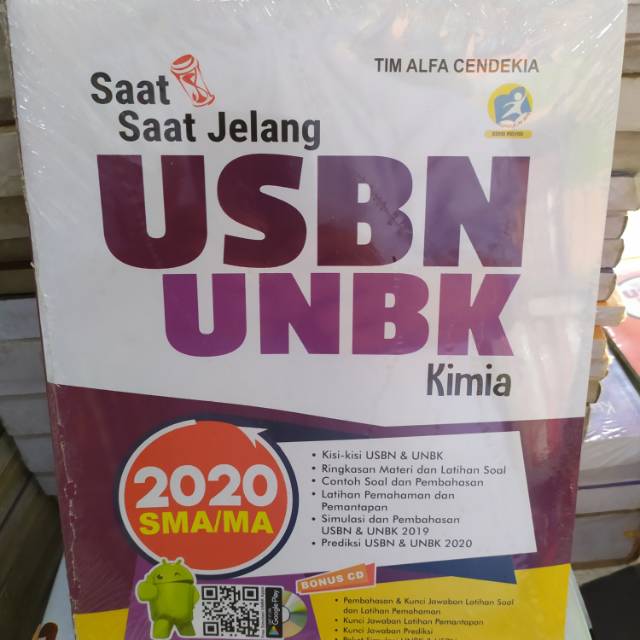 TIM ALFA CENDEKIA
Saat
Saat Jelang
USBN
UNBK
Kimia
2020
SMA/MA
• Kisi-kisi USBN & UNBK
• Ringkasan Materi dan Latihan Soal
• Contoh Soal dan Pembahasan
• Latihan Pemahaman dan
Pemantapan
• Simulasi dan Pembahasan
USBN & UNBK 2019
• Prediksi USBN & UNBK 2020
BONUS CD
• Pembahasan & Kunci Jawaban Latihan Soal
dan Latihan Pemahaman
• Kunci Jawaban Latihan Pemantapan
• Kunci Jawaban Prediksi
Google Play